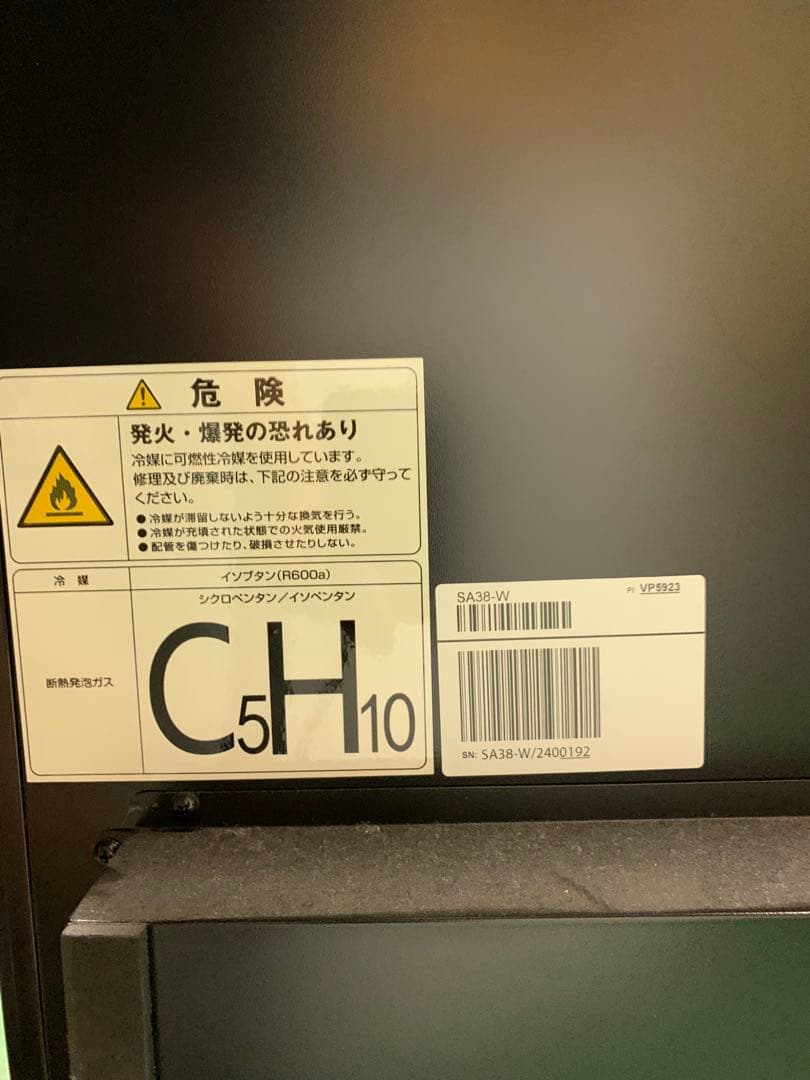 危険
発火・爆発の恐れあり
冷媒に可燃性冷媒を使用しています。
修理及び廃棄時は、下記の注意を必ず守って
ください。
●冷媒が滞留しないよう十分な換気を行う。
●冷媒が充填された状態での火気使用厳禁。
●配管を傷つけたり、破損させたりしない。
冷媒 イソブタン(R600a)
断熱発泡ガス シクロペンタン/イソペンタン
C5H10
SA38-W PI: VP5923
SN: SA38-W/2400192